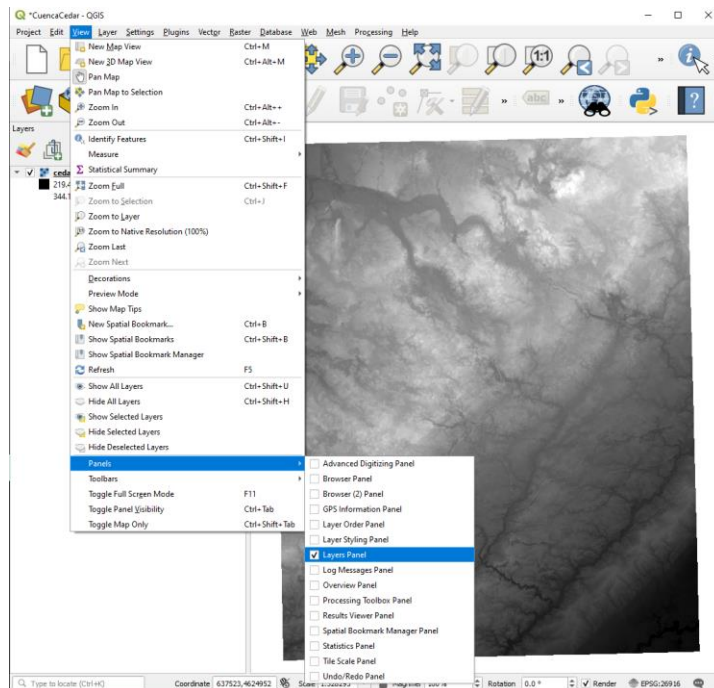 *CuencaCedar - QGIS
Project Edit View Layer Settings Plugins Vector Raster Database Web Mesh Processing Help
New Map View Ctrl+M
New 3D Map View Ctrl+Alt+M
Pan Map
Pan Map to Selection
Zoom In Ctrl+Alt++
Zoom Out Ctrl+Alt+-
Identify Features Ctrl+Shift+I
Measure
Statistical Summary
Zoom Full Ctrl+Shift+F
Zoom to Selection Ctrl+J
Zoom to Layer
Zoom to Native Resolution (100%)
Zoom Last
Zoom Next
Decorations
Preview Mode
Show Map Tips
New Spatial Bookmark... Ctrl+B
Show Spatial Bookmarks Ctrl+Shift+B
Show Spatial Bookmark Manager
Refresh F5
Show All Layers Ctrl+Shift+U
Hide All Layers Ctrl+Shift+H
Show Selected Layers
Hide Selected Layers
Hide Deselected Layers
Panels
Toolbars
Toggle Full Screen Mode F11
Toggle Panel Visibility Ctrl+Tab
Toggle Map Only Ctrl+Shift+Tab
Advanced Digitizing Panel
Browser Panel
Browser (2) Panel
GPS Information Panel
Layer Order Panel
Layer Styling Panel
Layers Panel
Log Messages Panel
Overview Panel
Processing Toolbox Panel
Results Viewer Panel
Spatial Bookmark Manager Panel
Statistics Panel
Tile Scale Panel
Undo/Redo Panel
1:1
abc
Layers
ceda
219.4
344.1
Type to locate (Ctrl+K) Coordinate 637523,4624952 Scale Rotation 0.0 ° Render EPSG:26916